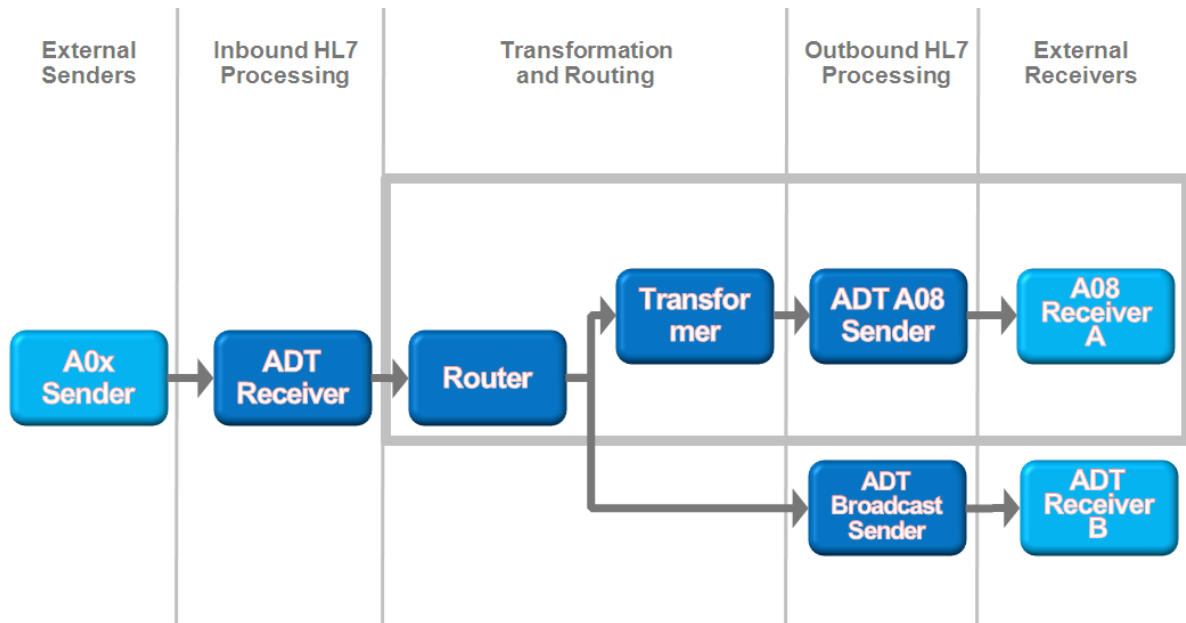 External
Senders
Inbound HL7
Processing
Transformation
and Routing
Outbound HL7
Processing
External
Receivers
A0x
Sender
ADT
Receiver
Router
Transfor
mer
ADT A08
Sender
A08
Receiver
A
ADT
Broadcast
Sender
ADT
Receiver
B